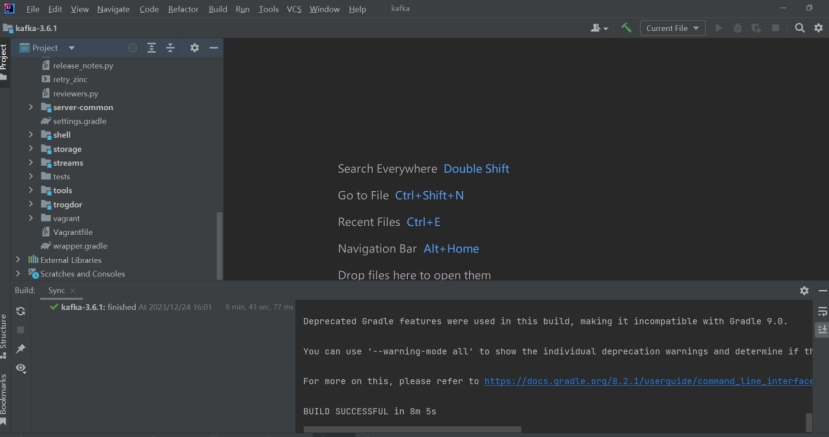 File Edit View Navigate Code Refactor Build Run Tools VCS Window Help kafka
kafka-3.6.1
Current File
Project
Project
release_notes.py
retry_zinc
reviewers.py
server-common
settings.gradle
shell
storage
streams
tests
tools
trogdor
vagrant
Vagrantfile
wrapper.gradle
External Libraries
Scratches and Consoles
Search Everywhere Double Shift
Go to File Ctrl+Shift+N
Recent Files Ctrl+E
Navigation Bar Alt+Home
Drop files here to open them
Build: Sync
kafka-3.6.1: finished At 2023/12/24 16:01 8 min, 43 sec, 77 ms
Deprecated Gradle features were used in this build, making it incompatible with Gradle 9.0.
You can use '--warning-mode all' to show the individual deprecation warnings and determine if th
For more on this, please refer to https://docs.gradle.org/8.2.1/userguide/command_line_interface
BUILD SUCCESSFUL in 8m 5s
Structure
Bookmarks